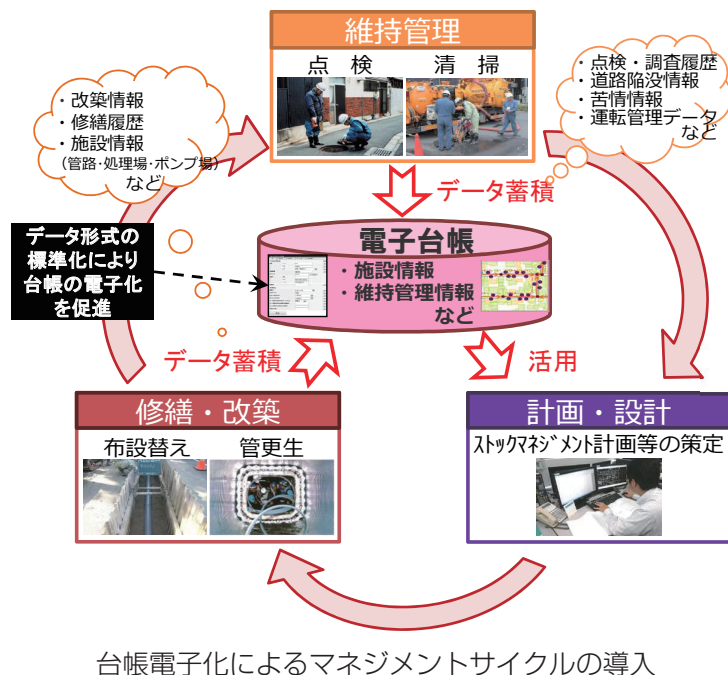 維持管理
点 検
清 掃
・改築情報
・修繕履歴
・施設情報
（管路・処理場・ポンプ場）
など
・点検・調査履歴
・道路陥没情報
・苦情情報
・運転管理データ
など
データ蓄積
データ形式の
標準化により
台帳の電子化
を促進
電子台帳
・施設情報
・維持管理情報
など
データ蓄積
活用
修繕・改築
布設替え
管更生
計画・設計
ｽﾄｯｸﾏﾈｼﾞﾒﾝﾄ計画等の策定
台帳電子化によるマネジメントサイクルの導入